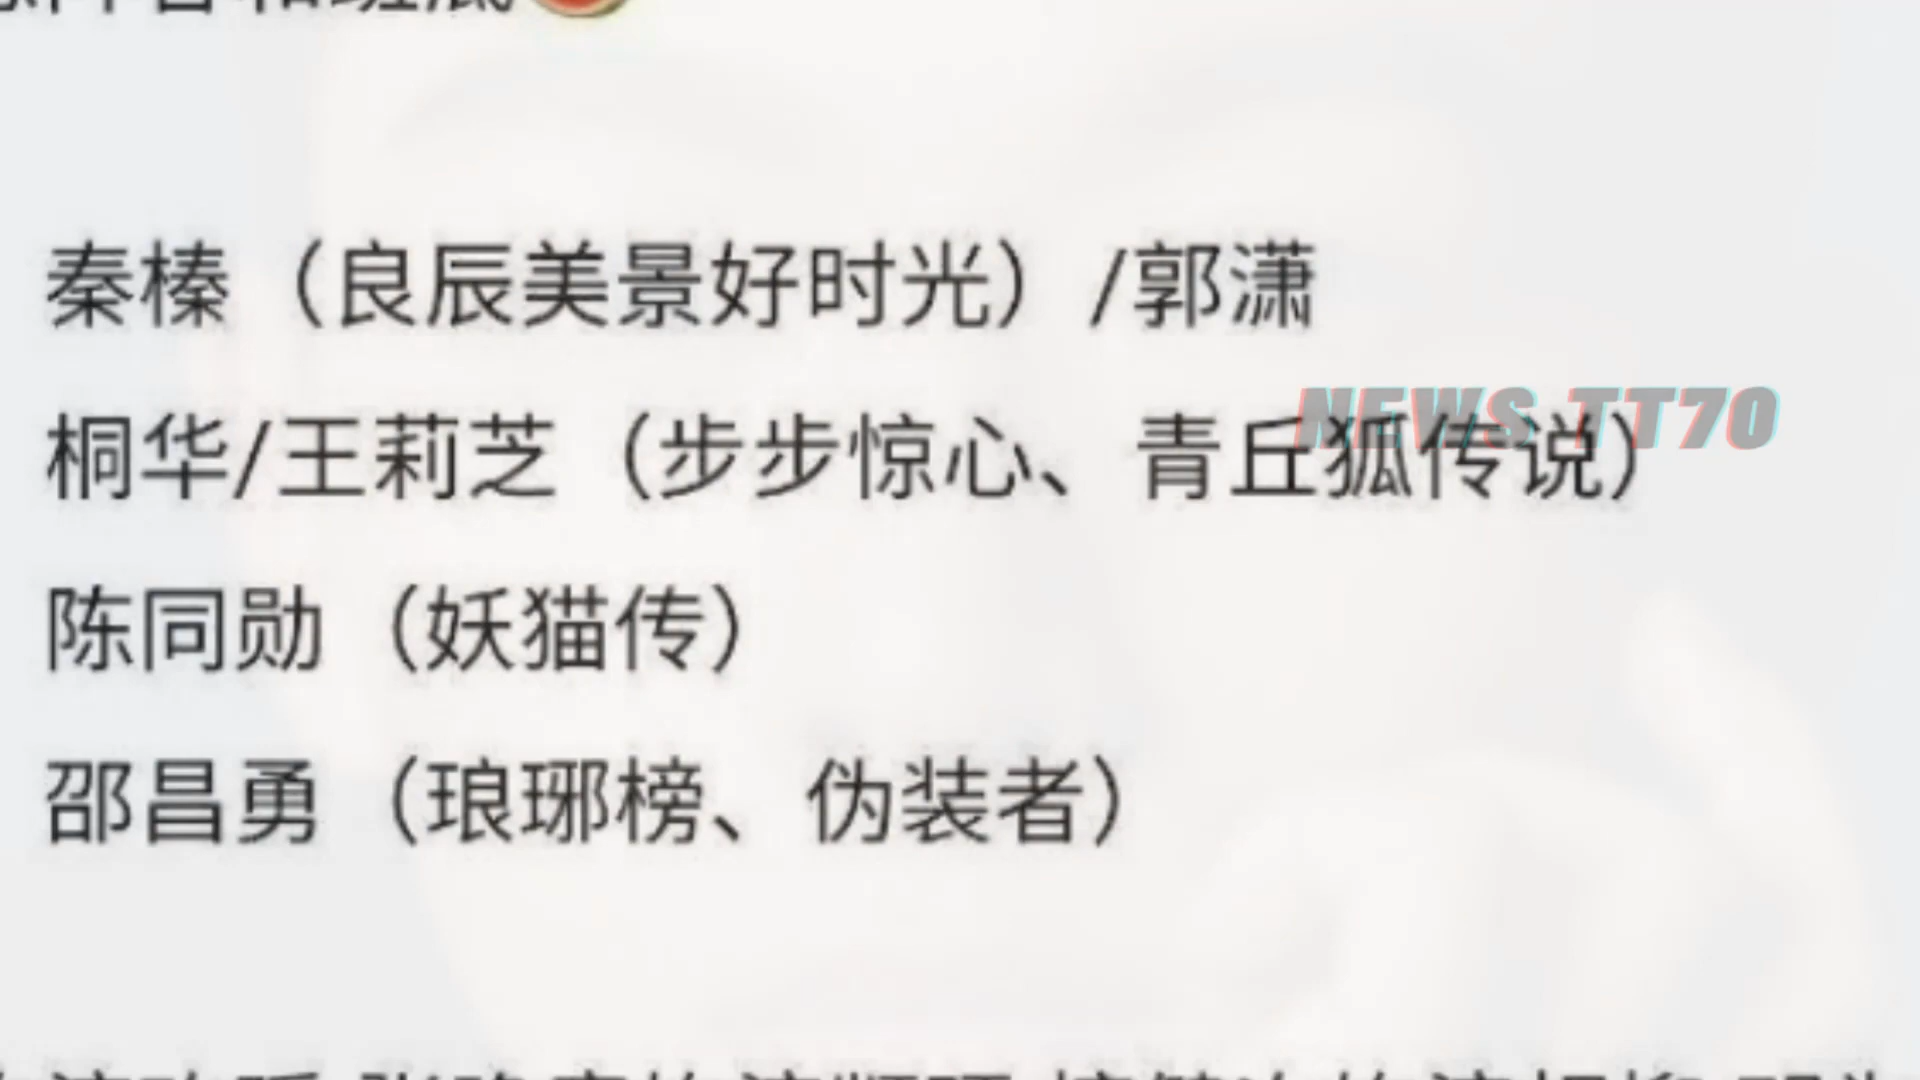 秦榛（良辰美景好时光）/郭潇
NEWS TT70
桐华/王莉芝（步步惊心、青丘狐传说）
陈同勋（妖猫传）
邵昌勇（琅琊榜、伪装者）